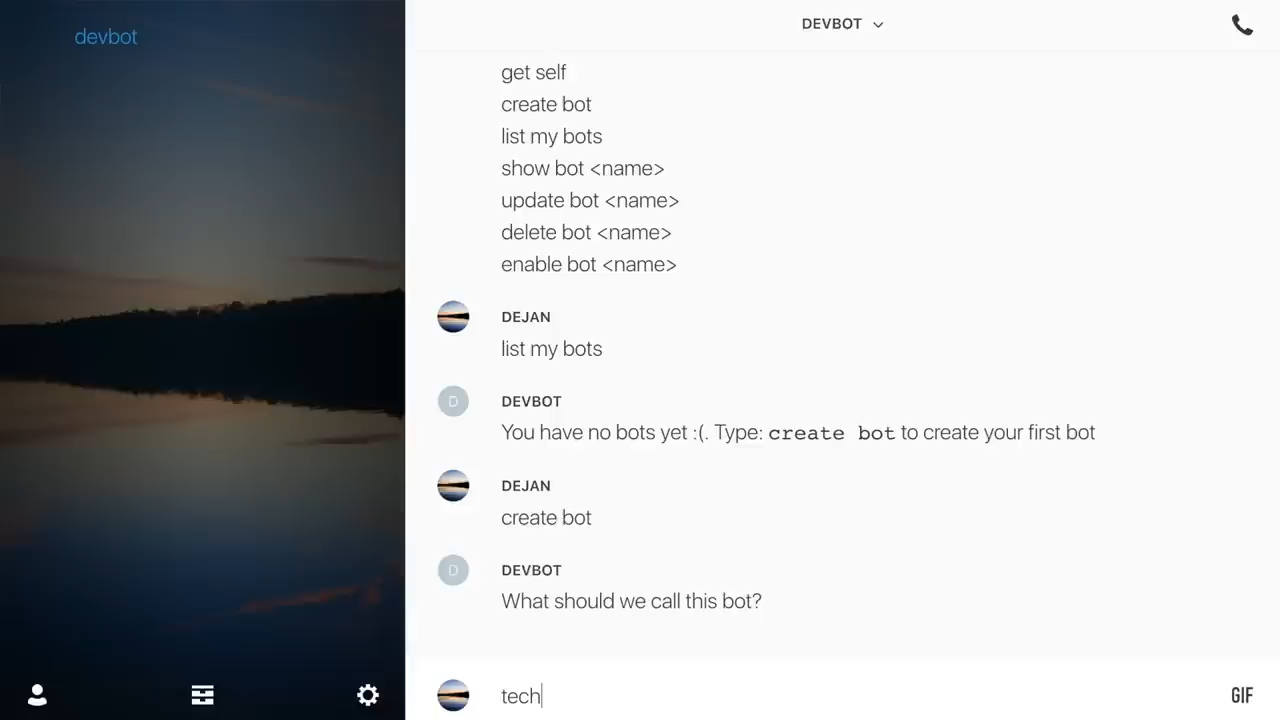 devbot
DEVBOT
get self
create bot
list my bots
show bot <name>
update bot <name>
delete bot <name>
enable bot <name>
DEJAN
list my bots
D
DEVBOT
You have no bots yet :(. Type: create bot to create your first bot
DEJAN
create bot
D
DEVBOT
What should we call this bot?
tech
GIF